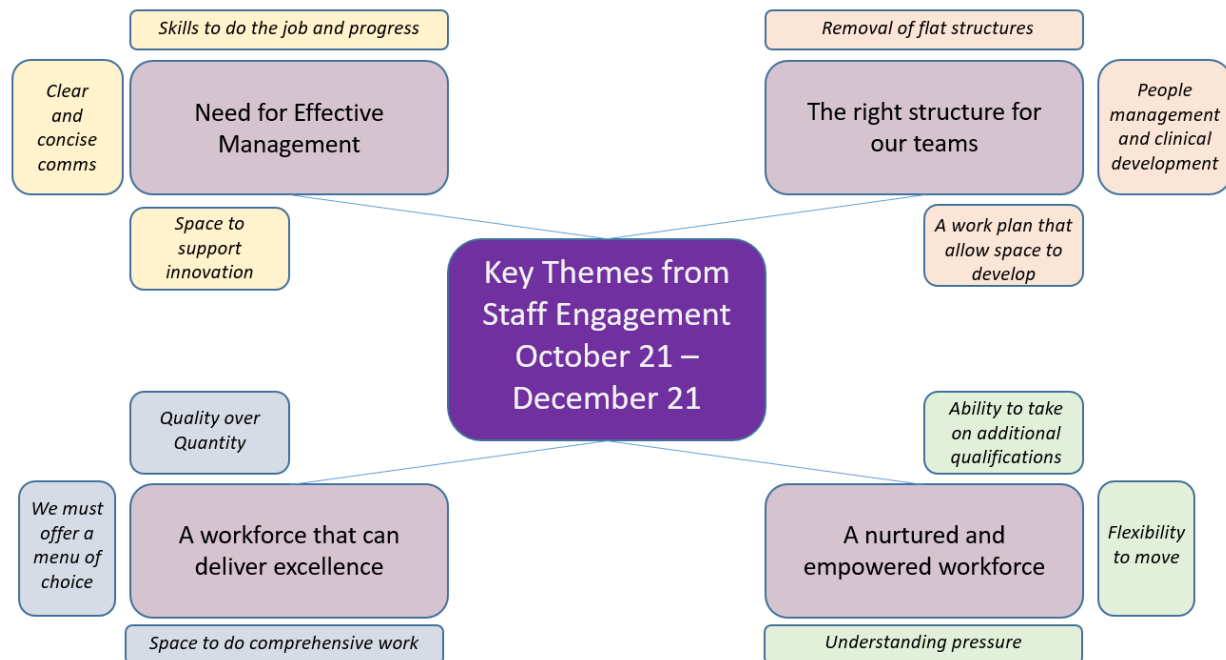 Skills to do the job and progress
Clear
and
concise
comms
Need for Effective
Management
Space to
support
innovation
Removal of flat structures
The right structure for
our teams
People
management
and clinical
development
A work plan that
allow space to
develop
Key Themes from
Staff Engagement
October 21 –
December 21
Quality over
Quantity
We must
offer a
menu of
choice
A workforce that can
deliver excellence
Space to do comprehensive work
Ability to take
on additional
qualifications
A nurtured and
empowered workforce
Flexibility
to move
Understanding pressure